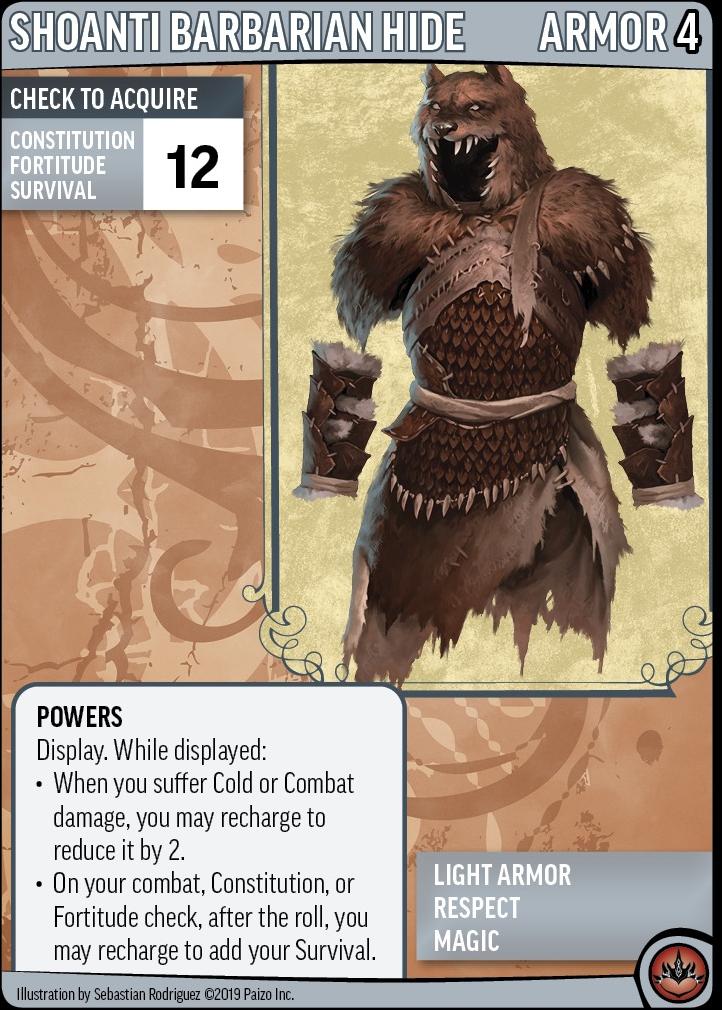 SHOANTI BARBARIAN HIDE ARMOR 4
CHECK TO ACQUIRE
CONSTITUTION
FORTITUDE
SURVIVAL
12
POWERS
Display. While displayed:
• When you suffer Cold or Combat
damage, you may recharge to
reduce it by 2.
• On your combat, Constitution, or
Fortitude check, after the roll, you
may recharge to add your Survival.
LIGHT ARMOR
RESPECT
MAGIC
Illustration by Sebastian Rodriguez ©2019 Paizo Inc.